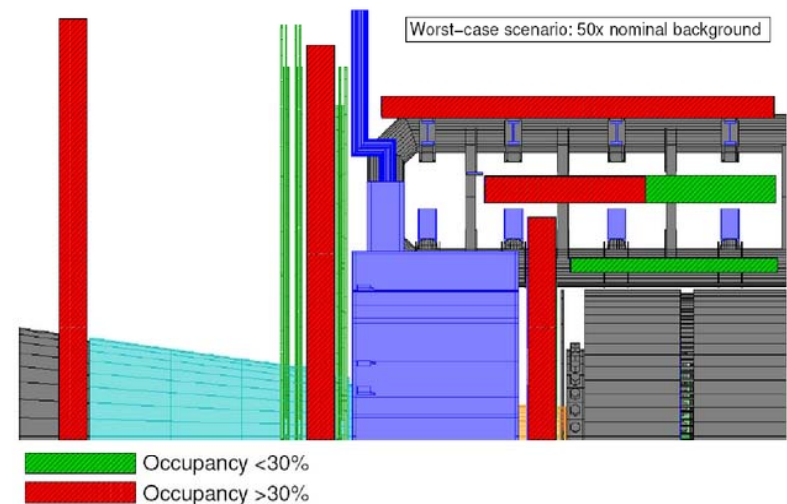 Worst-case scenario: 50x nominal background
Occupancy <30%
Occupancy >30%